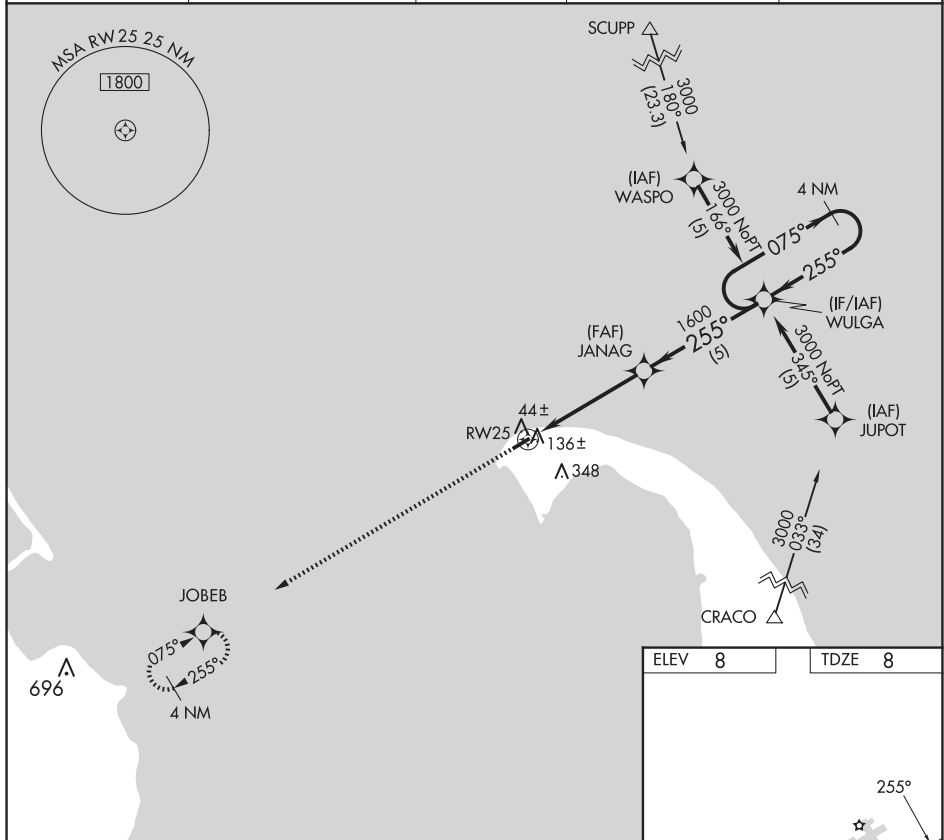 MSA RW25 25 NM
1800
SCUPP
3000
180°
(23.3)
(IAF)
WASPO
3000 NoPT
166°
(5)
4 NM
075°
255°
(IF/IAF)
WULGA
1600
255°
(5)
(FAF)
JANAG
3000 NoPT
345°
(5)
(IAF)
JUPOT
44±
RW25
136±
348
3000
033°
(34)
CRACO
JOBEB
075°
255°
4 NM
696
ELEV 8
TDZE 8
255°